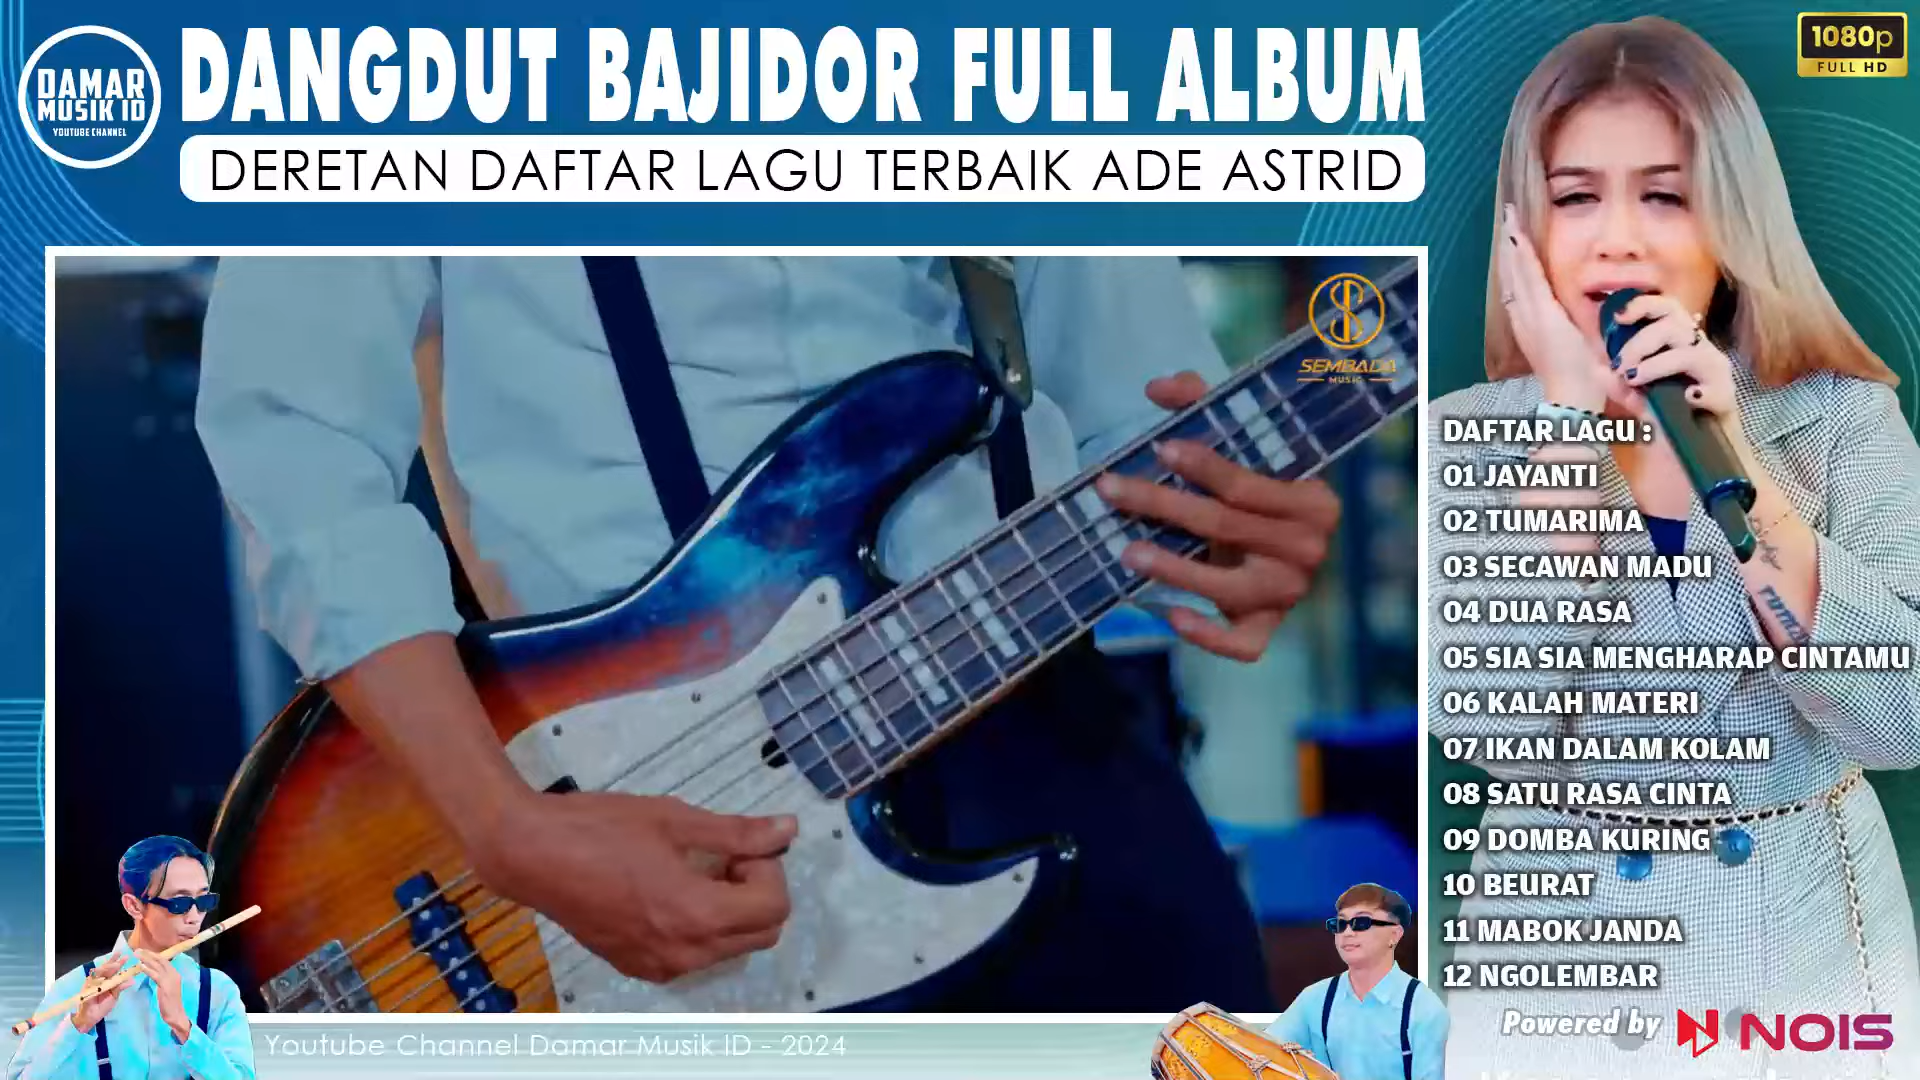 DAMAR
MUSIK ID
YOUTUBE CHANNEL
DANGDUT BAJIDOR FULL ALBUM
DERETAN DAFTAR LAGU TERBAIK ADE ASTRID
1080p
FULL HD
SEMBADA
MUSIC
DAFTAR LAGU :
01 JAYANTI
02 TUMARIMA
03 SECAWAN MADU
04 DUA RASA
05 SIA SIA MENGHARAP CINTAMU
06 KALAH MATERI
07 IKAN DALAM KOLAM
08 SATU RASA CINTA
09 DOMBA KURING
10 BEURAT
11 MABOK JANDA
12 NGOLEMBAR
Powered by
NOIS
Youtube Channel Damar Musik ID - 2024